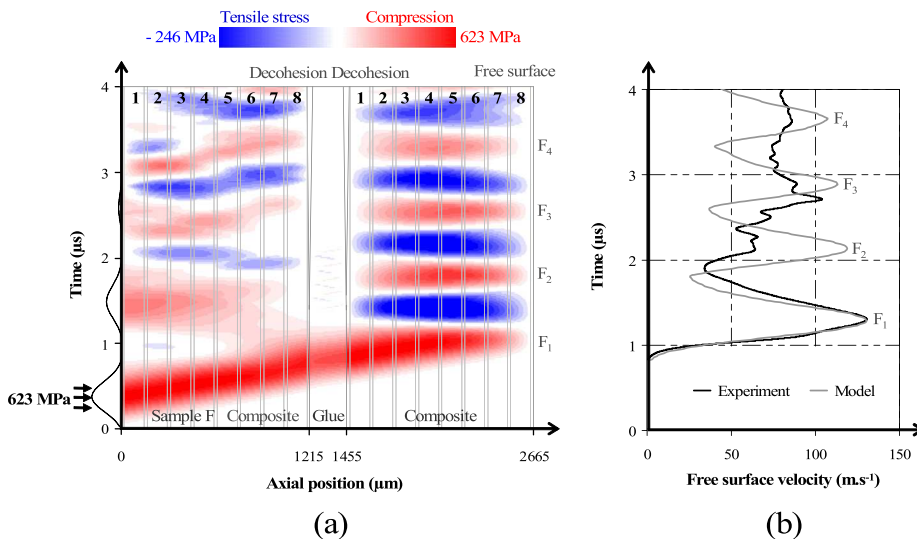 Tensile stress Compression
- 246 MPa 623 MPa
Decohesion Decohesion Free surface
4
1 2 3 4 5 6 7 8 1 2 3 4 5 6 7 8
F4
3
F3
Time (µs)
2
F2
1
F1
623 MPa
Sample F Composite Glue Composite
0
0 1215 1455 2665
Axial position (µm)
(a)
4
F4
3
F3
Time (µs)
2
F2
F1
1
Experiment Model
0
0 50 100 150
Free surface velocity (m.s⁻¹)
(b)